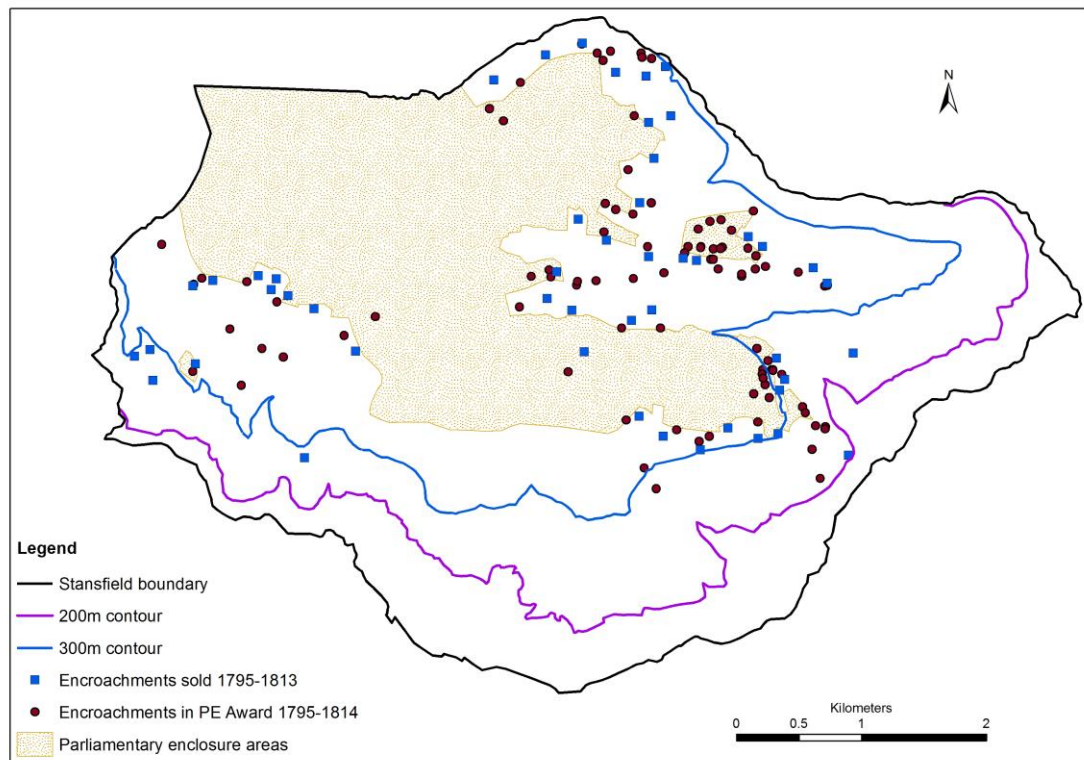 N
Legend
Stansfield boundary
200m contour
300m contour
Encroachments sold 1795-1813
Encroachments in PE Award 1795-1814
Parliamentary enclosure areas
Kilometers
0 0.5 1 2